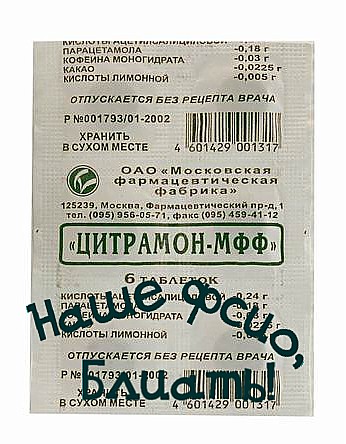 КИСЛОТЫ АЦЕТИЛСАЛИЦИЛОВОЙ
ПАРАЦЕТАМОЛА -0,18 г
КОФЕИНА МОНОГИДРАТА -0,03 г
КАКАО -0,0225 г
КИСЛОТЫ ЛИМОННОЙ -0,005 г
ОТПУСКАЕТСЯ БЕЗ РЕЦЕПТА ВРАЧА
Р №001793/01-2002
ХРАНИТЬ
В СУХОМ МЕСТЕ
4 601429 001317
ОАО «Московская
фармацевтическая
фабрика»
125239, Москва, Фармацевтический пр-д,1
тел. (095) 956-05-71, факс (095) 459-41-12
«ЦИТРАМОН-МФФ»
6 ТАБЛЕТОК
КИСЛОТЫ АЦЕТИЛСАЛИЦИЛОВОЙ -0,24 г
Наше фсио,
КИСЛОТЫ ЛИМОННОЙ
ОТПУСКАЕТСЯ БЕЗ РЕЦЕПТА ВРАЧА
Блиать!
ХРАНИТЬ
В СУХОМ МЕСТЕ
4 601429 001317